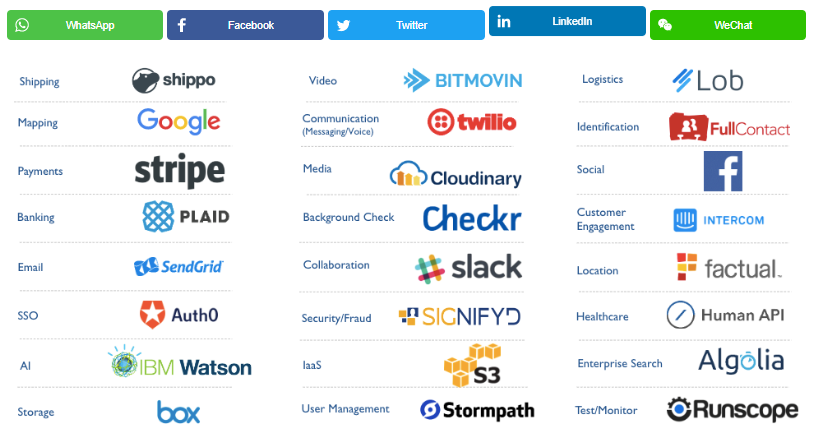 WhatsApp
Facebook
Twitter
LinkedIn
WeChat
Shipping shippo
Mapping Google
Payments stripe
Banking PLAID
Email SendGrid
SSO Auth0
AI IBM Watson
Storage box
Video BITMOVIN
Communication
(Messaging/Voice) twilio
Media Cloudinary
Background Check Checkr
Collaboration slack
Security/Fraud SIGNIFYD
IaaS S3
User Management Stormpath
Logistics Lob
Identification FullContact
Social f
Customer
Engagement INTERCOM
Location factual
Healthcare Human API
Enterprise Search Algolia
Test/Monitor Runscope